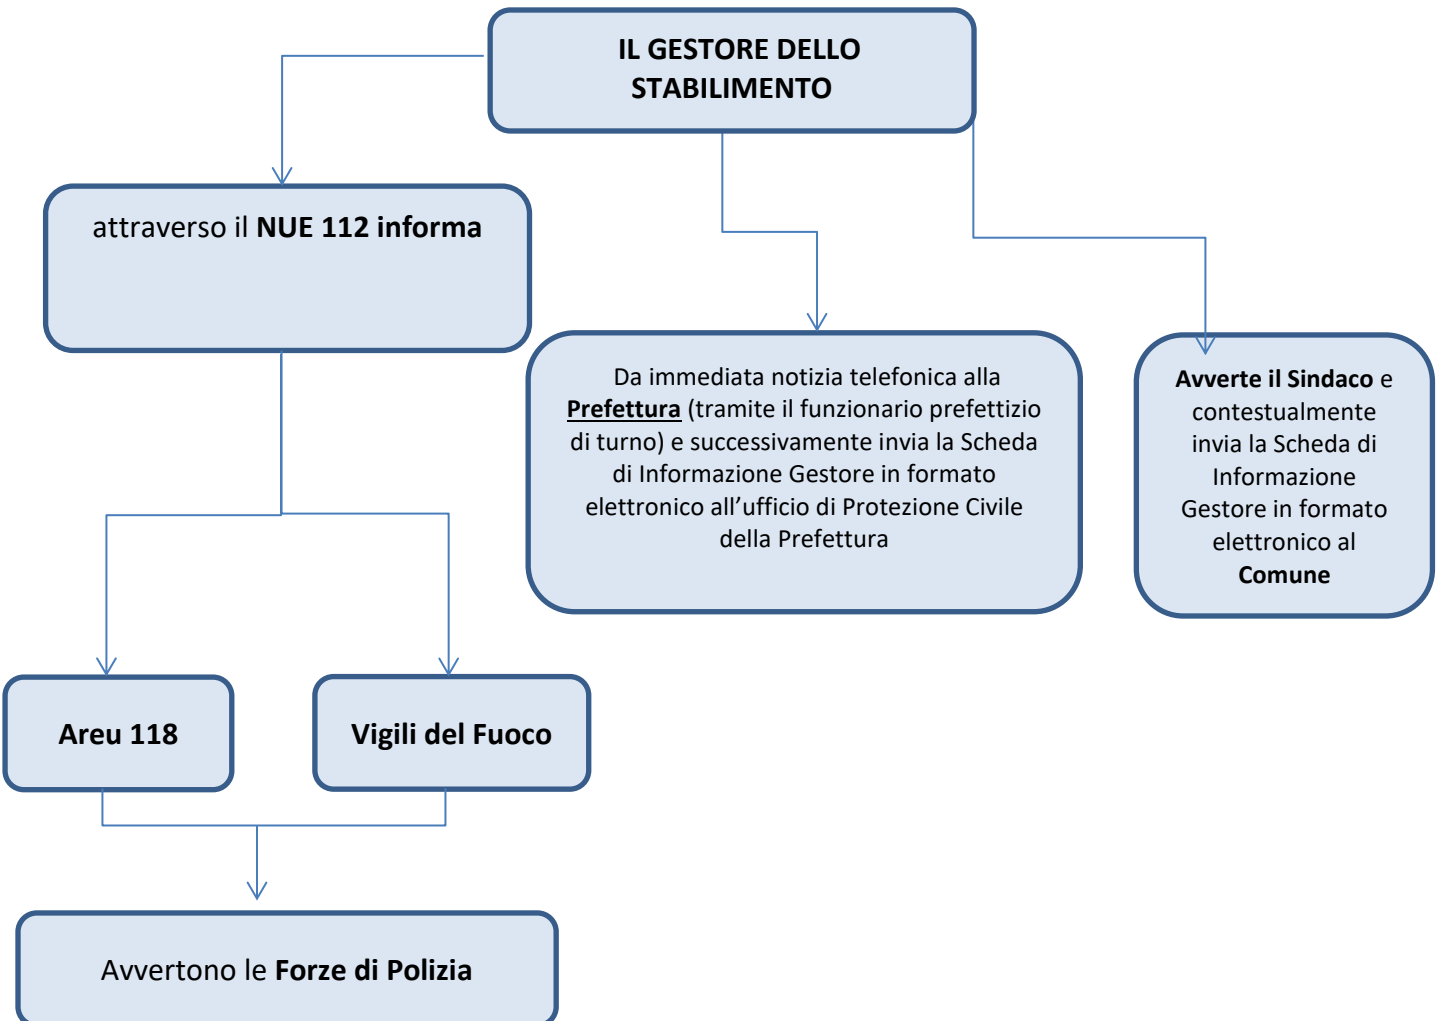 IL GESTORE DELLO
STABILIMENTO
attraverso il NUE 112 informa
Da immediata notizia telefonica alla
Prefettura (tramite il funzionario prefettizio
di turno) e successivamente invia la Scheda
di Informazione Gestore in formato
elettronico all’ufficio di Protezione Civile
della Prefettura
Avverte il Sindaco e
contestualmente
invia la Scheda di
Informazione
Gestore in formato
elettronico al
Comune
Areu 118
Vigili del Fuoco
Avvertono le Forze di Polizia